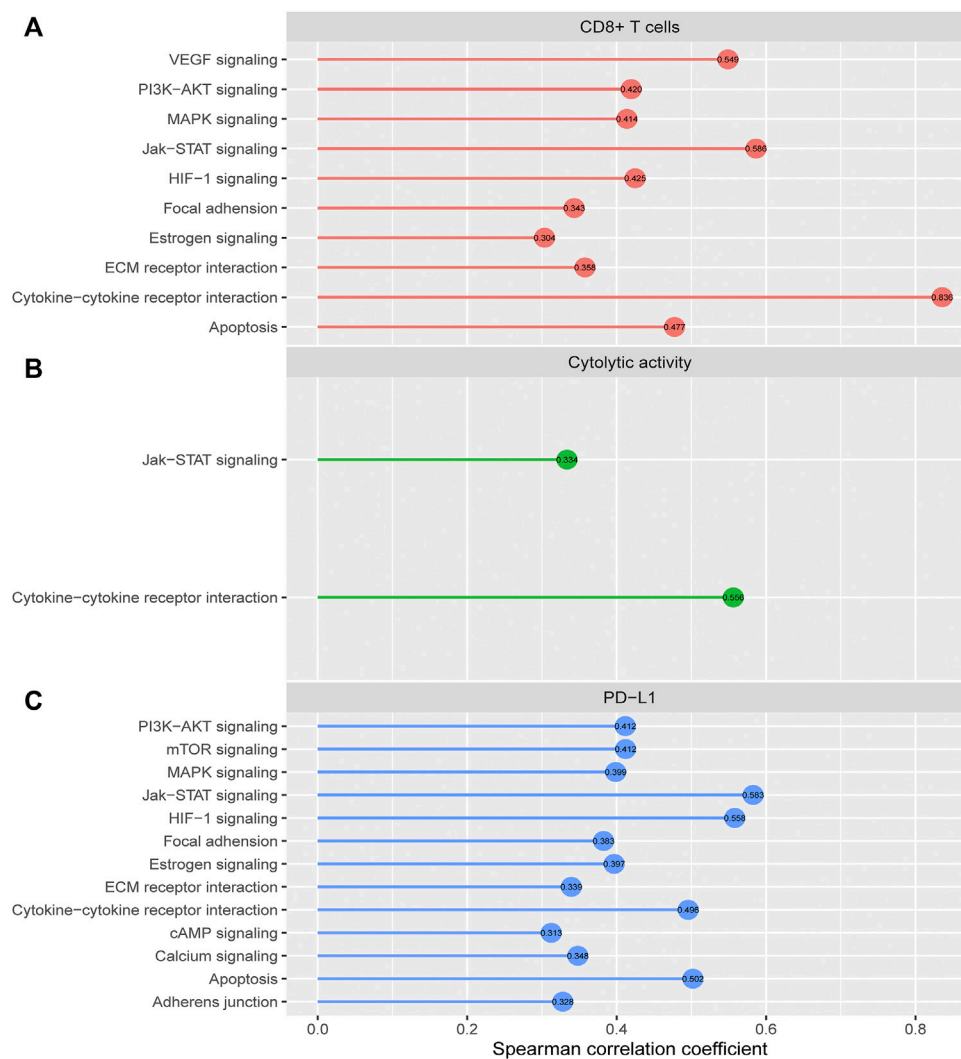 A
CD8+ T cells
VEGF signaling 0.549
PI3K−AKT signaling 0.420
MAPK signaling 0.414
Jak−STAT signaling 0.586
HIF−1 signaling 0.425
Focal adhension 0.343
Estrogen signaling 0.304
ECM receptor interaction 0.358
Cytokine−cytokine receptor interaction 0.836
Apoptosis 0.477
B
Cytolytic activity
Jak−STAT signaling 0.334
Cytokine−cytokine receptor interaction 0.556
C
PD−L1
PI3K−AKT signaling 0.412
mTOR signaling 0.412
MAPK signaling 0.399
Jak−STAT signaling 0.583
HIF−1 signaling 0.558
Focal adhension 0.383
Estrogen signaling 0.397
ECM receptor interaction 0.339
Cytokine−cytokine receptor interaction 0.496
cAMP signaling 0.313
Calcium signaling 0.348
Apoptosis 0.502
Adherens junction 0.328
0.0 0.2 0.4 0.6 0.8
Spearman correlation coefficient